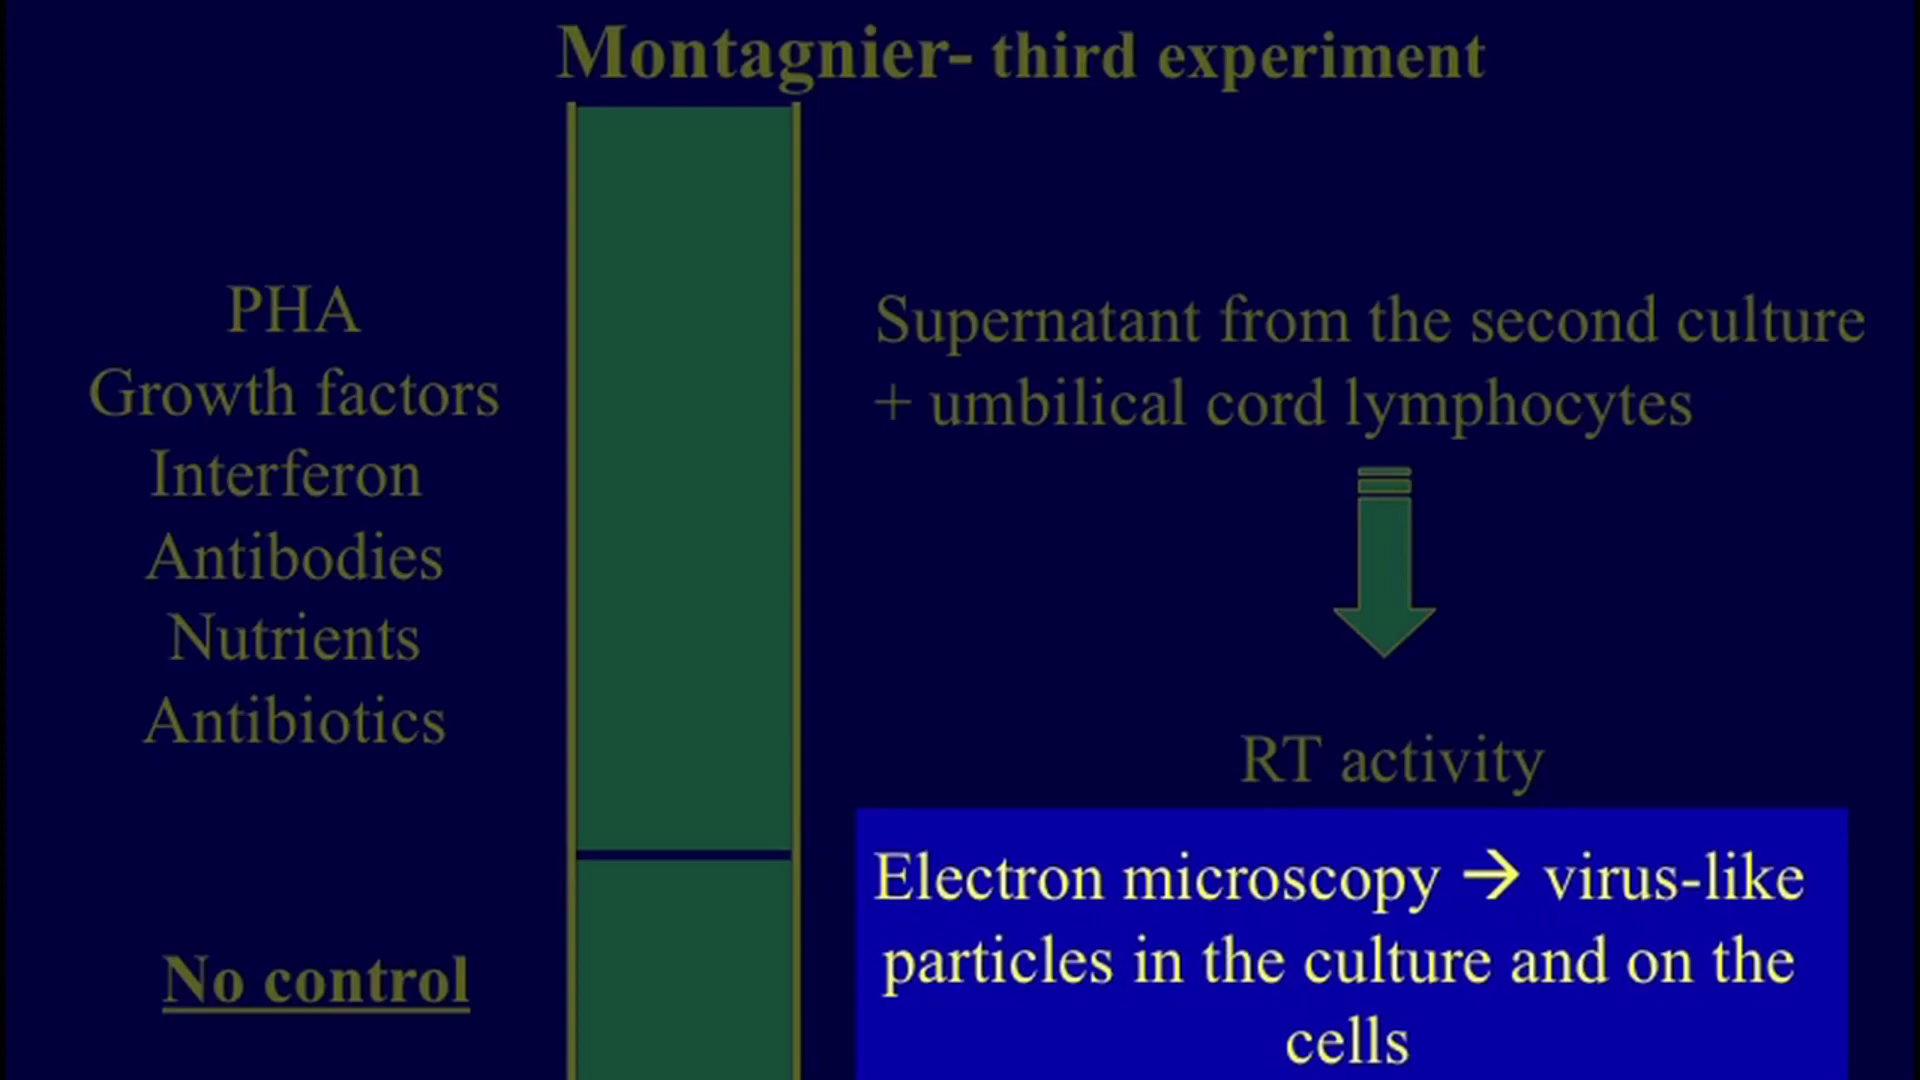 Montagnier- third experiment
PHA
Growth factors
Interferon
Antibodies
Nutrients
Antibiotics
No control
Supernatant from the second culture
+ umbilical cord lymphocytes
RT activity
Electron microscopy → virus-like
particles in the culture and on the
cells